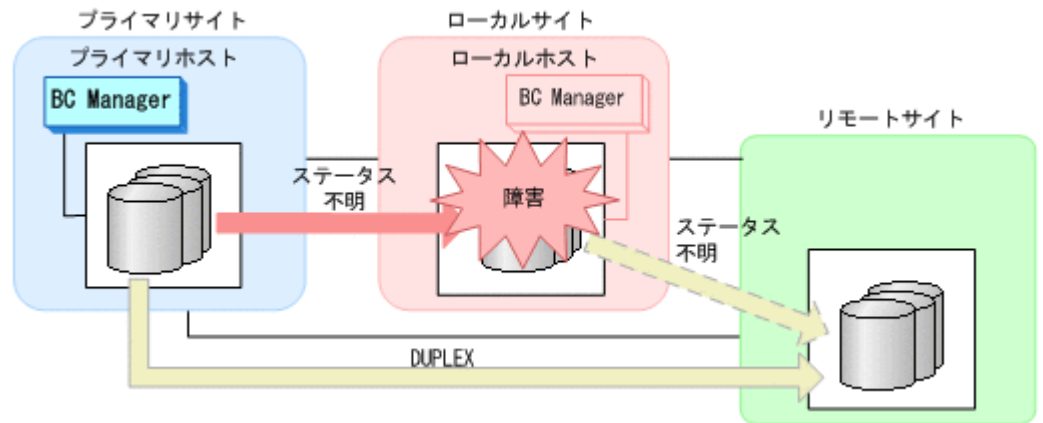 プライマリサイト
ローカルサイト
プライマリホスト
ローカルホスト
BC Manager
BC Manager
リモートサイト
ステータス
不明
障害
ステータス
不明
DUPLEX